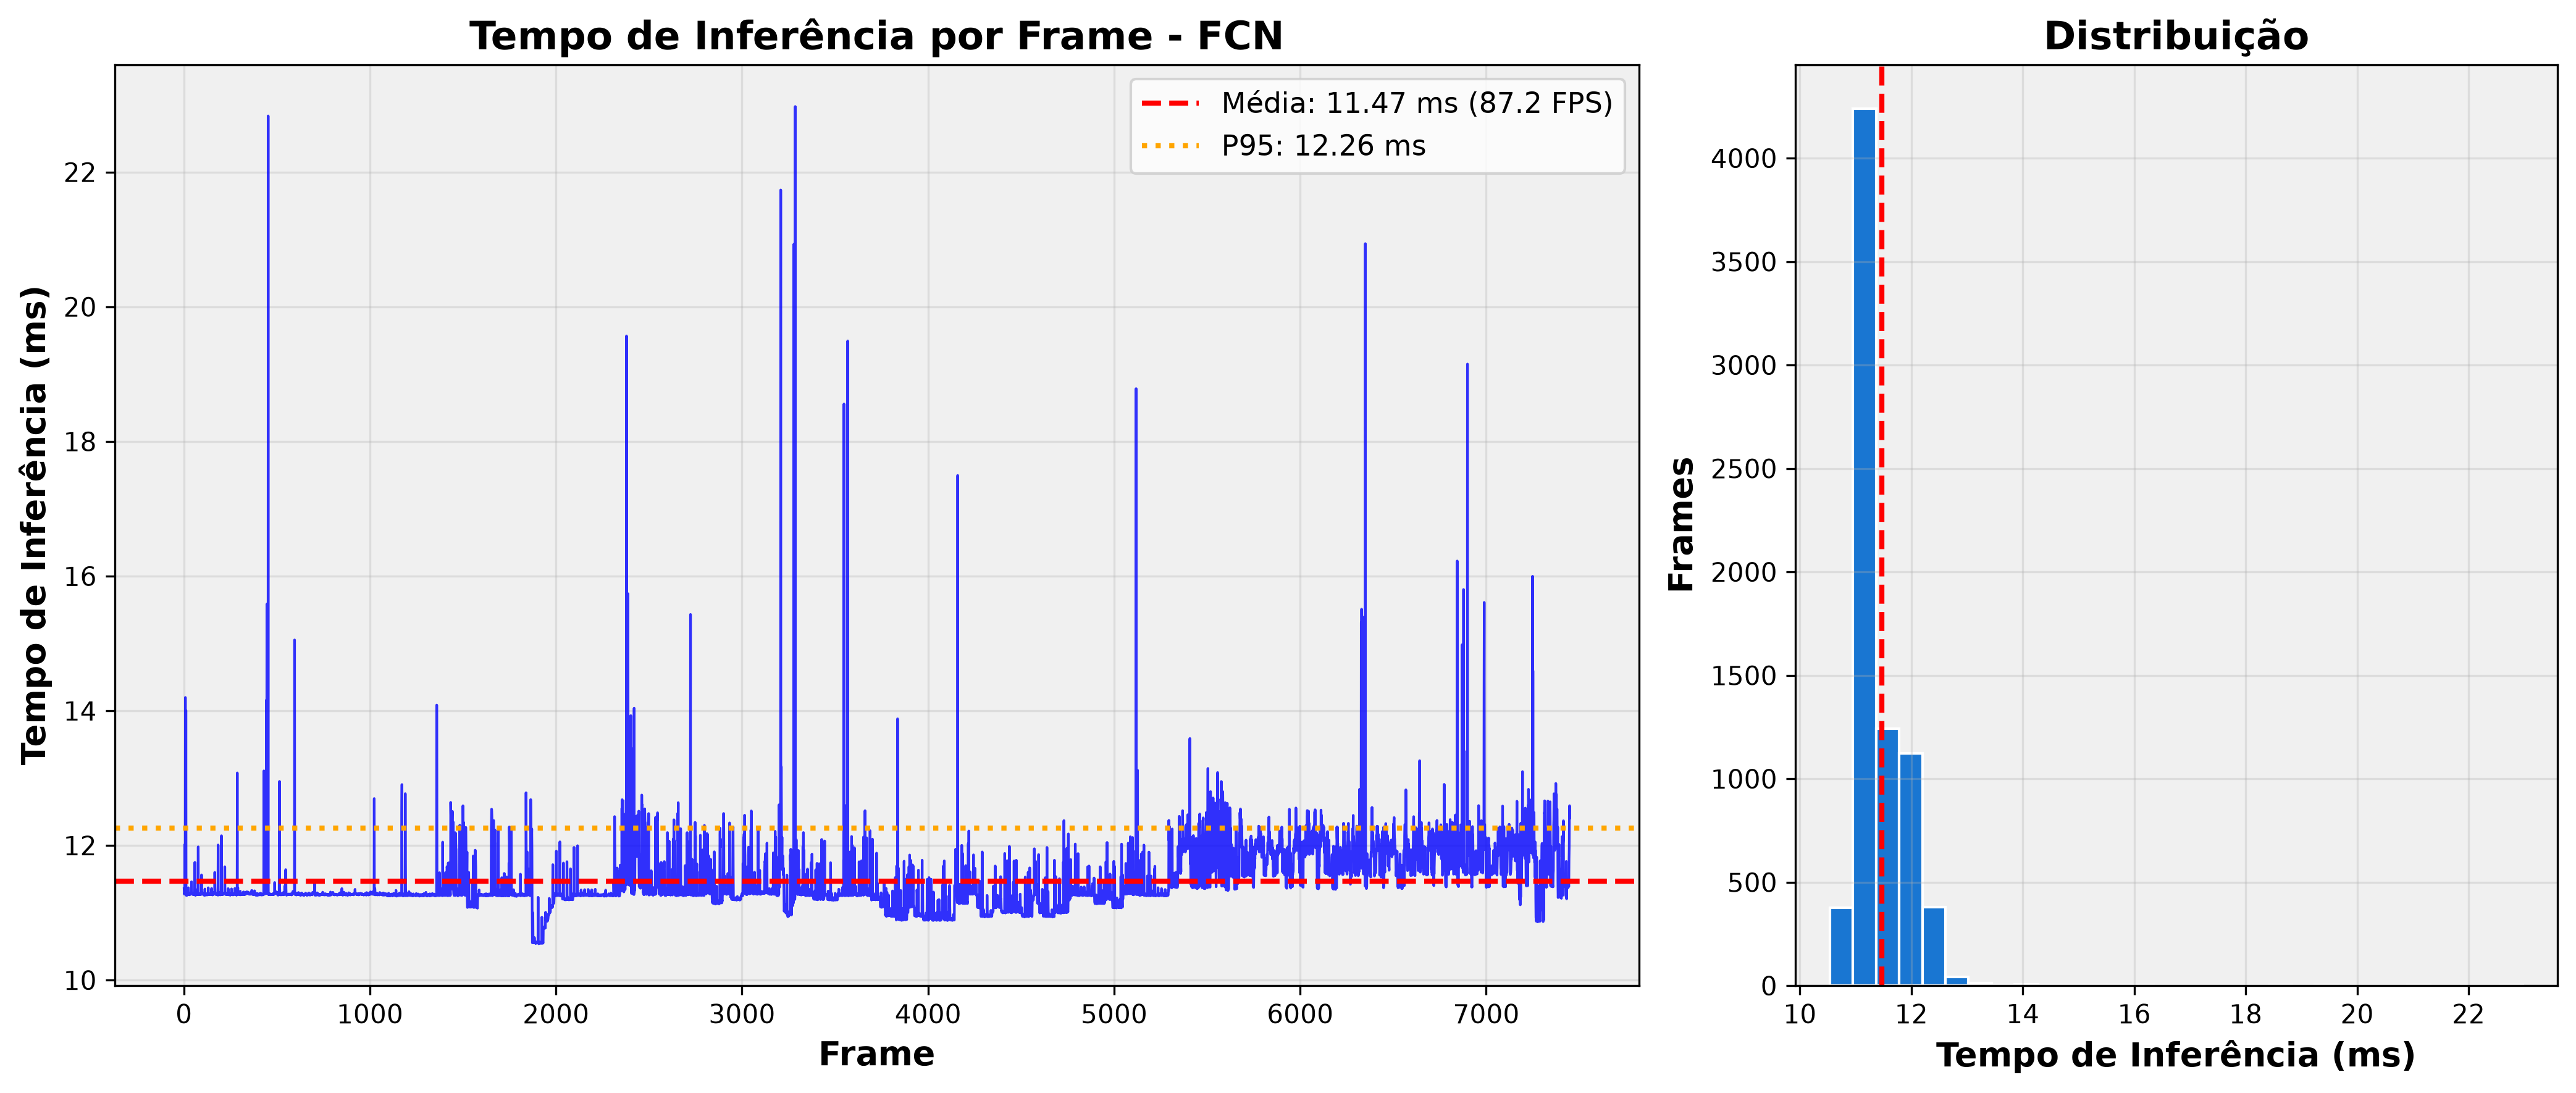 Tempo de Inferência por Frame - FCN
Média: 11.47 ms (87.2 FPS)
P95: 12.26 ms
Tempo de Inferência (ms)
22
20
18
16
14
12
10
0 1000 2000 3000 4000 5000 6000 7000
Frame
Distribuição
Frames
4000
3500
3000
2500
2000
1500
1000
500
0
10 12 14 16 18 20 22
Tempo de Inferência (ms)